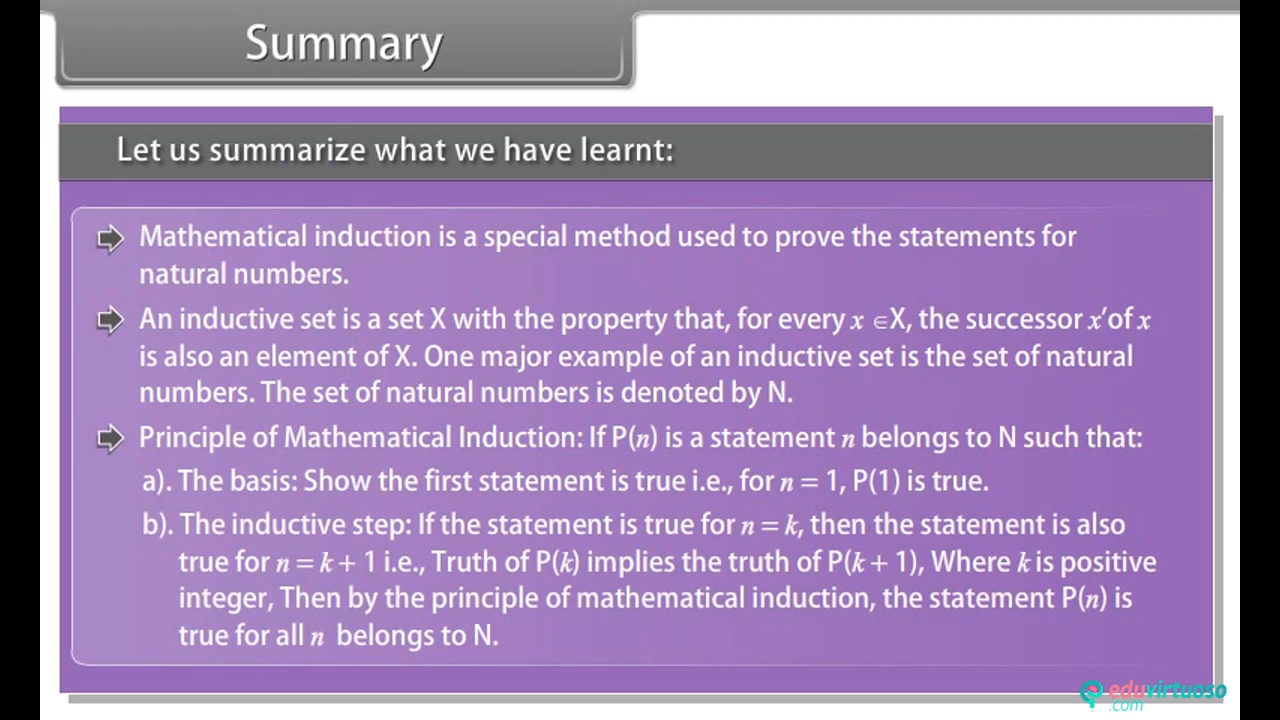 Summary
Let us summarize what we have learnt:
Mathematical induction is a special method used to prove the statements for
natural numbers.
An inductive set is a set X with the property that, for every x ∈X, the successor x′of x
is also an element of X. One major example of an inductive set is the set of natural
numbers. The set of natural numbers is denoted by N.
Principle of Mathematical Induction: If P(n) is a statement n belongs to N such that:
a). The basis: Show the first statement is true i.e., for n = 1, P(1) is true.
b). The inductive step: If the statement is true for n = k, then the statement is also
true for n = k + 1 i.e., Truth of P(k) implies the truth of P(k + 1), Where k is positive
integer, Then by the principle of mathematical induction, the statement P(n) is
true for all n belongs to N.
eduvirtuoso
.com